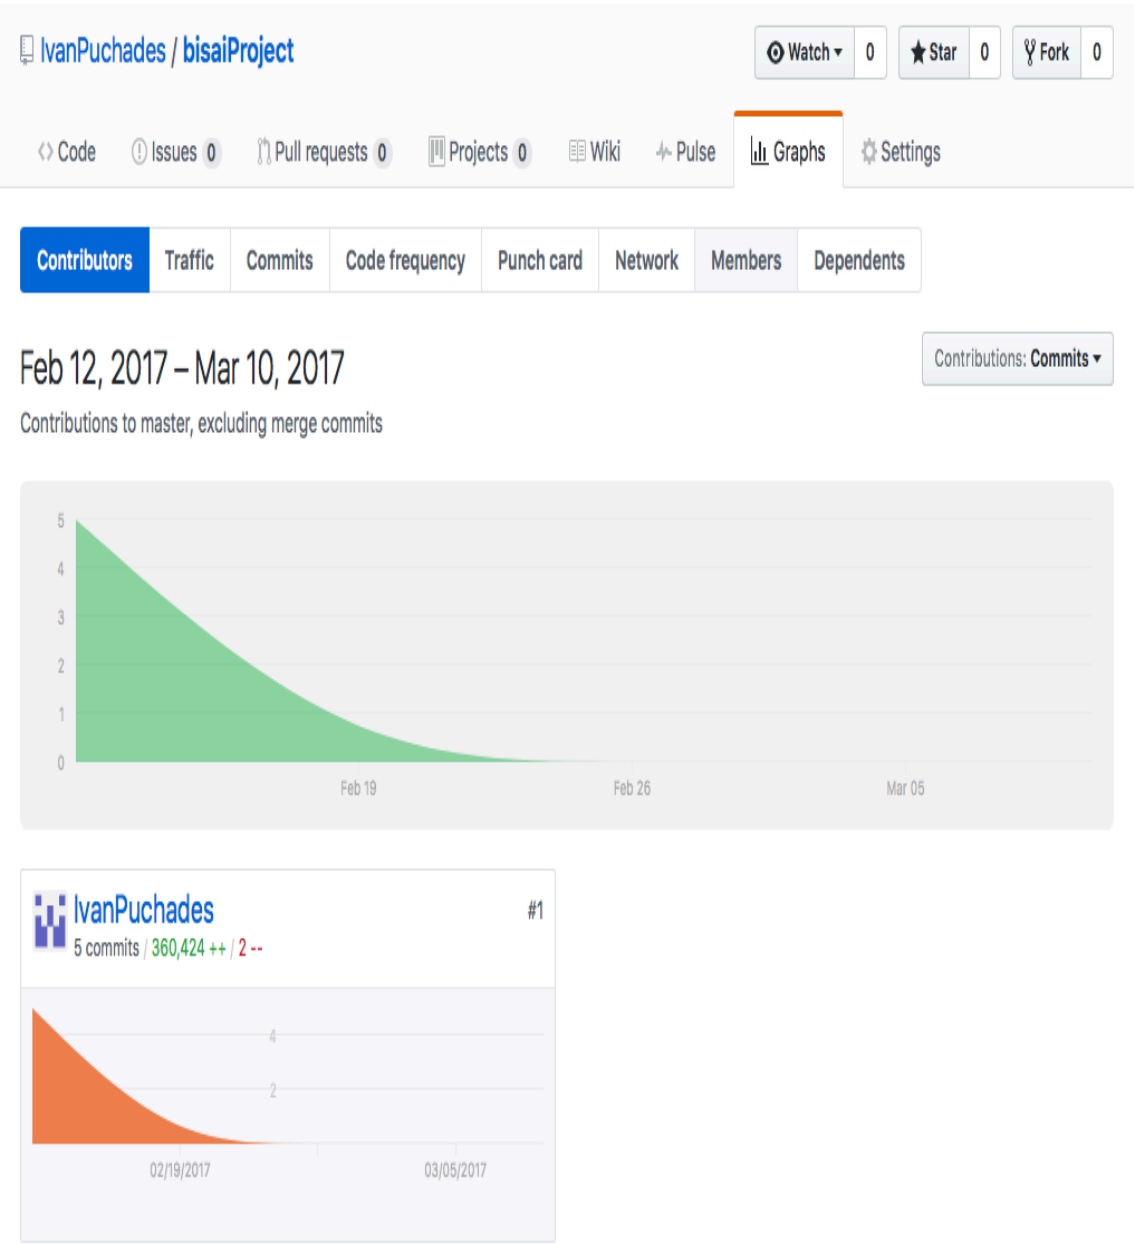 IvanPuchades / bisaiProject
Watch 0 Star 0 Fork 0
Code Issues 0 Pull requests 0 Projects 0 Wiki Pulse Graphs Settings
Contributors Traffic Commits Code frequency Punch card Network Members Dependents
Feb 12, 2017 – Mar 10, 2017
Contributions: Commits
Contributions to master, excluding merge commits
5
4
3
2
1
0
Feb 19 Feb 26 Mar 05
IvanPuchades #1
5 commits / 360,424 ++ / 2 --
4
2
02/19/2017 03/05/2017